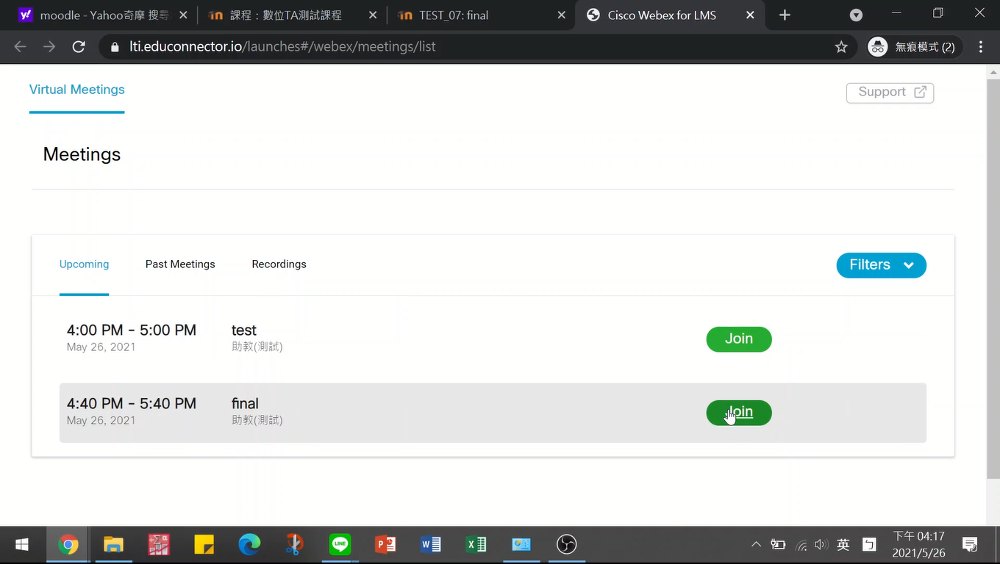 moodle - Yahoo奇摩 搜尋
課程：數位TA測試課程
TEST_07: final
Cisco Webex for LMS
lti.educonnector.io/launches#/webex/meetings/list
無痕模式 (2)
Virtual Meetings
Support
Meetings
Upcoming
Past Meetings
Recordings
Filters
4:00 PM - 5:00 PM
test
May 26, 2021
助教(測試)
Join
4:40 PM - 5:40 PM
final
May 26, 2021
助教(測試)
Join
LINE
英
ㄅ
下午 04:17
2021/5/26